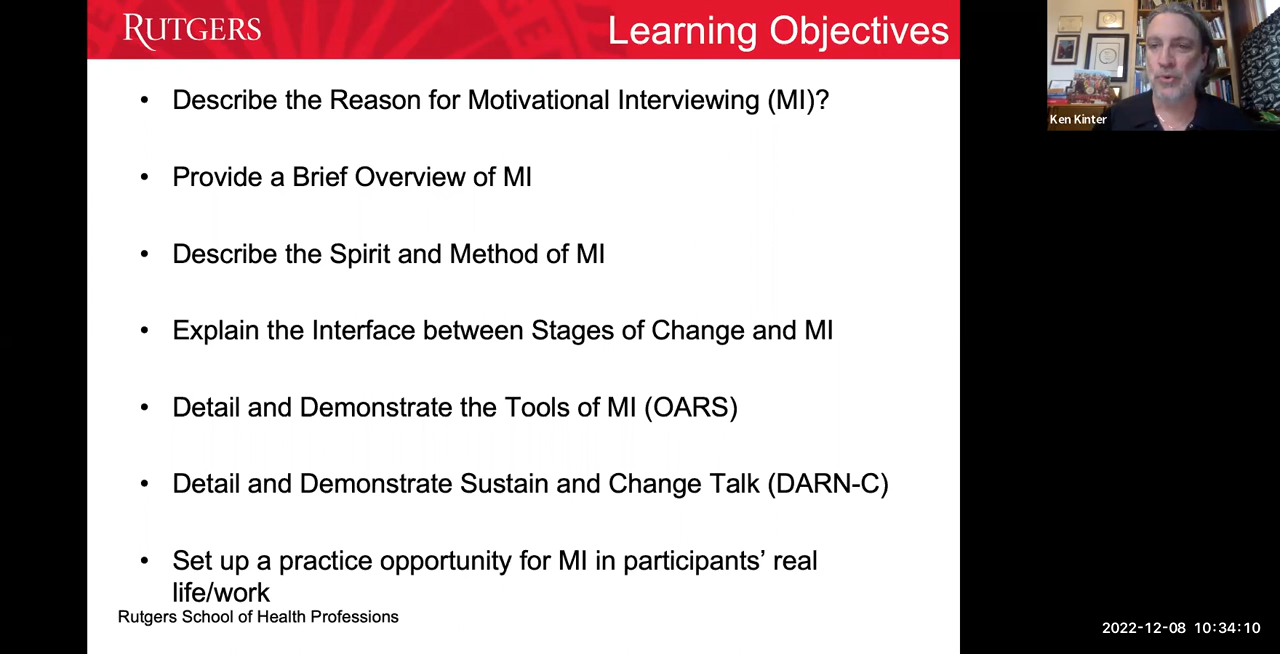 RUTGERS
Learning Objectives
• Describe the Reason for Motivational Interviewing (MI)?
• Provide a Brief Overview of MI
• Describe the Spirit and Method of MI
• Explain the Interface between Stages of Change and MI
• Detail and Demonstrate the Tools of MI (OARS)
• Detail and Demonstrate Sustain and Change Talk (DARN-C)
• Set up a practice opportunity for MI in participants’ real
life/work
Rutgers School of Health Professions
Ken Kinter
2022-12-08 10:34:10